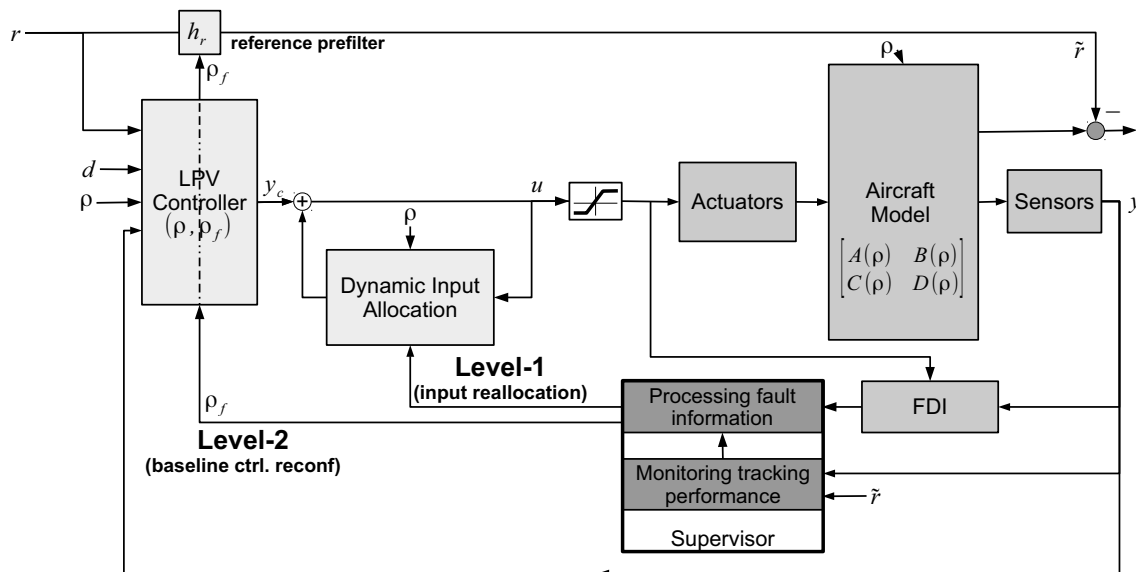 r
h_r
reference prefilter
r̃
ρ_f
ρ
LPV
Controller
(ρ, ρ_f)
d
ρ
y_c
+
u
ρ
Dynamic Input
Allocation
Actuators
Aircraft
Model
[A(ρ) B(ρ)]
[C(ρ) D(ρ)]
−
Sensors
y
Level-1
(input reallocation)
ρ_f
Level-2
(baseline ctrl. reconf)
Processing fault
information
FDI
Monitoring tracking
performance
r̃
Supervisor